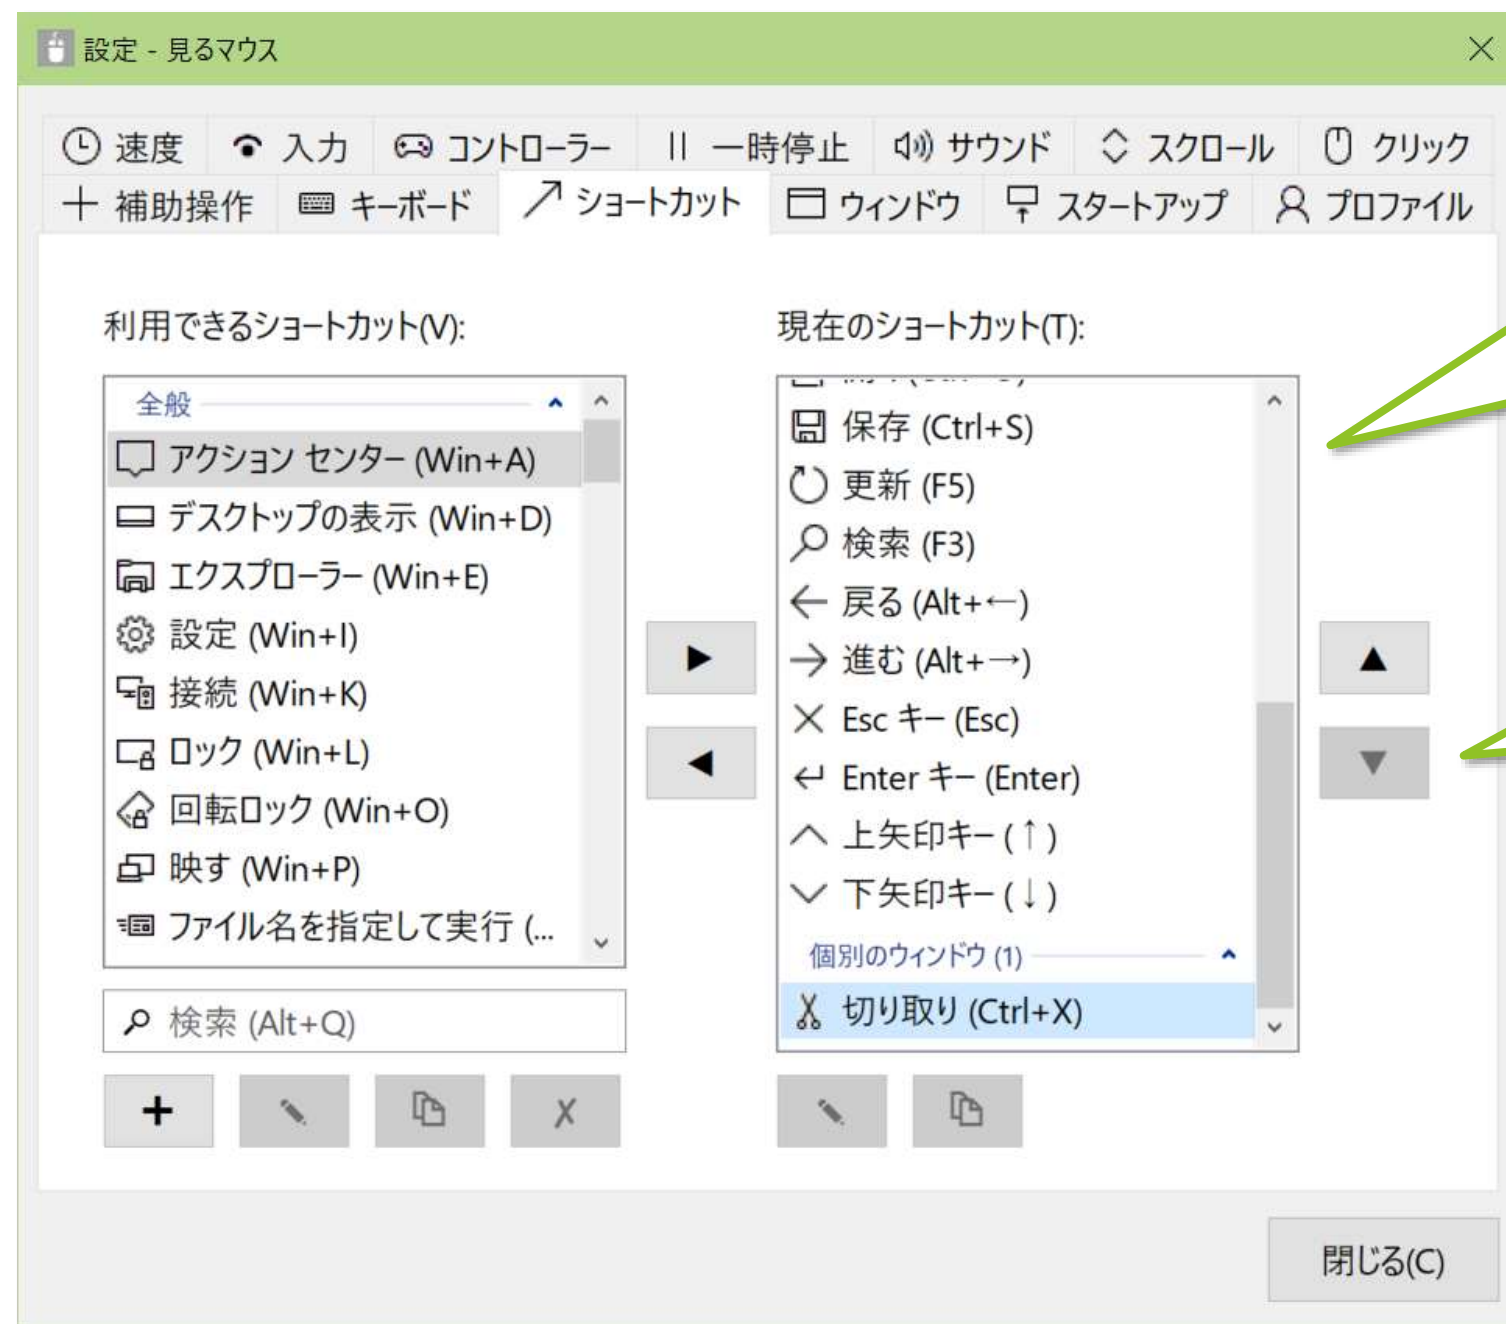 設定 - 見るマウス
速度 入力 コントローラー 一時停止 サウンド スクロール クリック
補助操作 キーボード ショートカット ウィンドウ スタートアップ プロファイル
利用できるショートカット(V):
全般
アクション センター (Win+A)
デスクトップの表示 (Win+D)
エクスプローラー (Win+E)
設定 (Win+I)
接続 (Win+K)
ロック (Win+L)
回転ロック (Win+O)
映す (Win+P)
ファイル名を指定して実行 (...
検索 (Alt+Q)
現在のショートカット(T):
保存 (Ctrl+S)
更新 (F5)
検索 (F3)
戻る (Alt+←)
進む (Alt+→)
Esc キー (Esc)
Enter キー (Enter)
上矢印キー (↑)
下矢印キー (↓)
個別のウィンドウ (1)
切り取り (Ctrl+X)
閉じる(C)